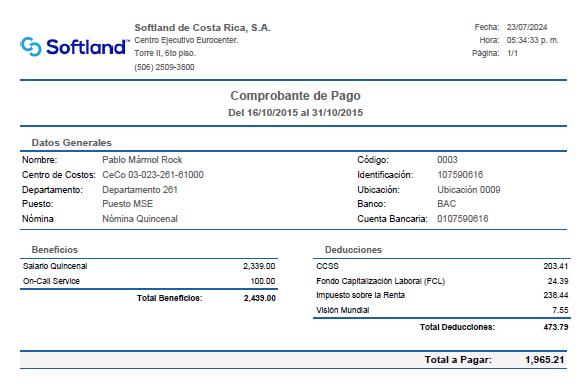 Softland de Costa Rica, S.A.
Centro Ejecutivo Eurocenter.
Torre II, 6to piso.
(506) 2509-3800
Softland™
Fecha: 23/07/2024
Hora: 05:34:33 p. m.
Página: 1/1
Comprobante de Pago
Del 16/10/2015 al 31/10/2015
Datos Generales
Nombre: Pablo Mármol Rock Código: 0003
Centro de Costos: CeCo 03-023-261-61000 Identificación: 107590616
Departamento: Departamento 261 Ubicación: Ubicación 0009
Puesto: Puesto MSE Banco: BAC
Nómina Nómina Quincenal Cuenta Bancaria: 0107590616
Beneficios
Salario Quincenal 2,339.00
On-Call Service 100.00
Total Beneficios: 2,439.00
Deducciones
CCSS 203.41
Fondo Capitalización Laboral (FCL) 24.39
Impuesto sobre la Renta 238.44
Visión Mundial 7.55
Total Deducciones: 473.79
Total a Pagar: 1,965.21